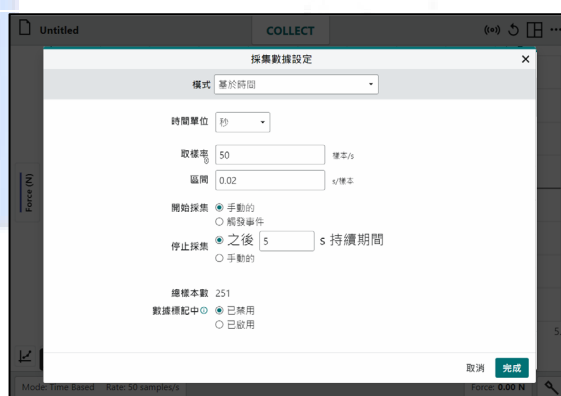 Untitled
COLLECT
採集數據設定
模式 基於時間
時間單位 秒
取樣率 50 樣本/s
區間 0.02 s/樣本
開始採集 手動的
觸發事件
停止採集 之後 5 s 持續期間
手動的
總樣本數 251
數據標記中 已禁用
已啟用
取消 完成
Force (N)
5.
Mode: Time Based Rate: 50 samples/s Force: 0.00 N